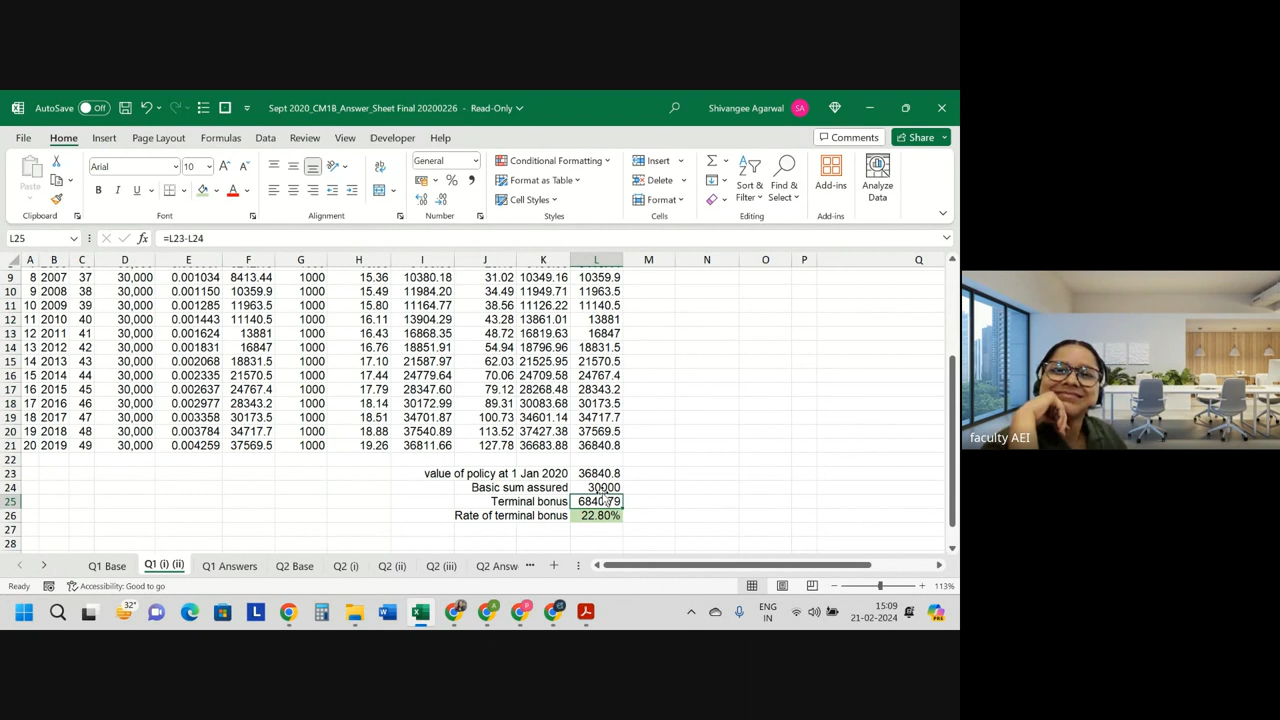 AutoSave Off Sept 2020_CM1B_Answer_Sheet Final 20200226 - Read-Only Shivangee Agarwal SA
File Home Insert Page Layout Formulas Data Review View Developer Help Comments Share
Paste Arial 10 General Conditional Formatting Insert
B I U Format as Table Delete Sort & Filter Find & Select Add-ins Analyze Data
Cell Styles Format
Clipboard Font Alignment Number Styles Cells Editing Add-ins
L25 fx =L23-L24
A B C D E F G H I J K L M N O P Q
9 8 2007 37 30,000 0.001034 8413.44 1000 15.36 10380.18 31.02 10349.16 10359.9
10 9 2008 38 30,000 0.001150 10359.9 1000 15.49 11984.20 34.49 11949.71 11963.5
11 10 2009 39 30,000 0.001285 11963.5 1000 15.80 11164.77 38.56 11126.22 11140.5
12 11 2010 40 30,000 0.001443 11140.5 1000 16.11 13904.29 43.28 13861.01 13881
13 12 2011 41 30,000 0.001624 13881 1000 16.43 16868.35 48.72 16819.63 16847
14 13 2012 42 30,000 0.001831 16847 1000 16.76 18851.91 54.94 18796.96 18831.5
15 14 2013 43 30,000 0.002068 18831.5 1000 17.10 21587.97 62.03 21525.95 21570.5
16 15 2014 44 30,000 0.002335 21570.5 1000 17.44 24779.64 70.06 24709.58 24767.4
17 16 2015 45 30,000 0.002637 24767.4 1000 17.79 28347.60 79.12 28268.48 28343.2
18 17 2016 46 30,000 0.002977 28343.2 1000 18.14 30172.99 89.31 30083.68 30173.5
19 18 2017 47 30,000 0.003358 30173.5 1000 18.51 34701.87 100.73 34601.14 34717.7
20 19 2018 48 30,000 0.003784 34717.7 1000 18.88 37540.89 113.52 37427.38 37569.5
21 20 2019 49 30,000 0.004259 37569.5 1000 19.26 36811.66 127.78 36683.88 36840.8
22
23 value of policy at 1 Jan 2020 36840.8
24 Basic sum assured 30000
25 Terminal bonus 6840.79
26 Rate of terminal bonus 22.80%
27
28
faculty AEI
Q1 Base Q1 (i) (ii) Q1 Answers Q2 Base Q2 (i) Q2 (ii) Q2 (iii) Q2 Answ
Ready Accessibility: Good to go 113%
32° ENG IN 15:09 21-02-2024